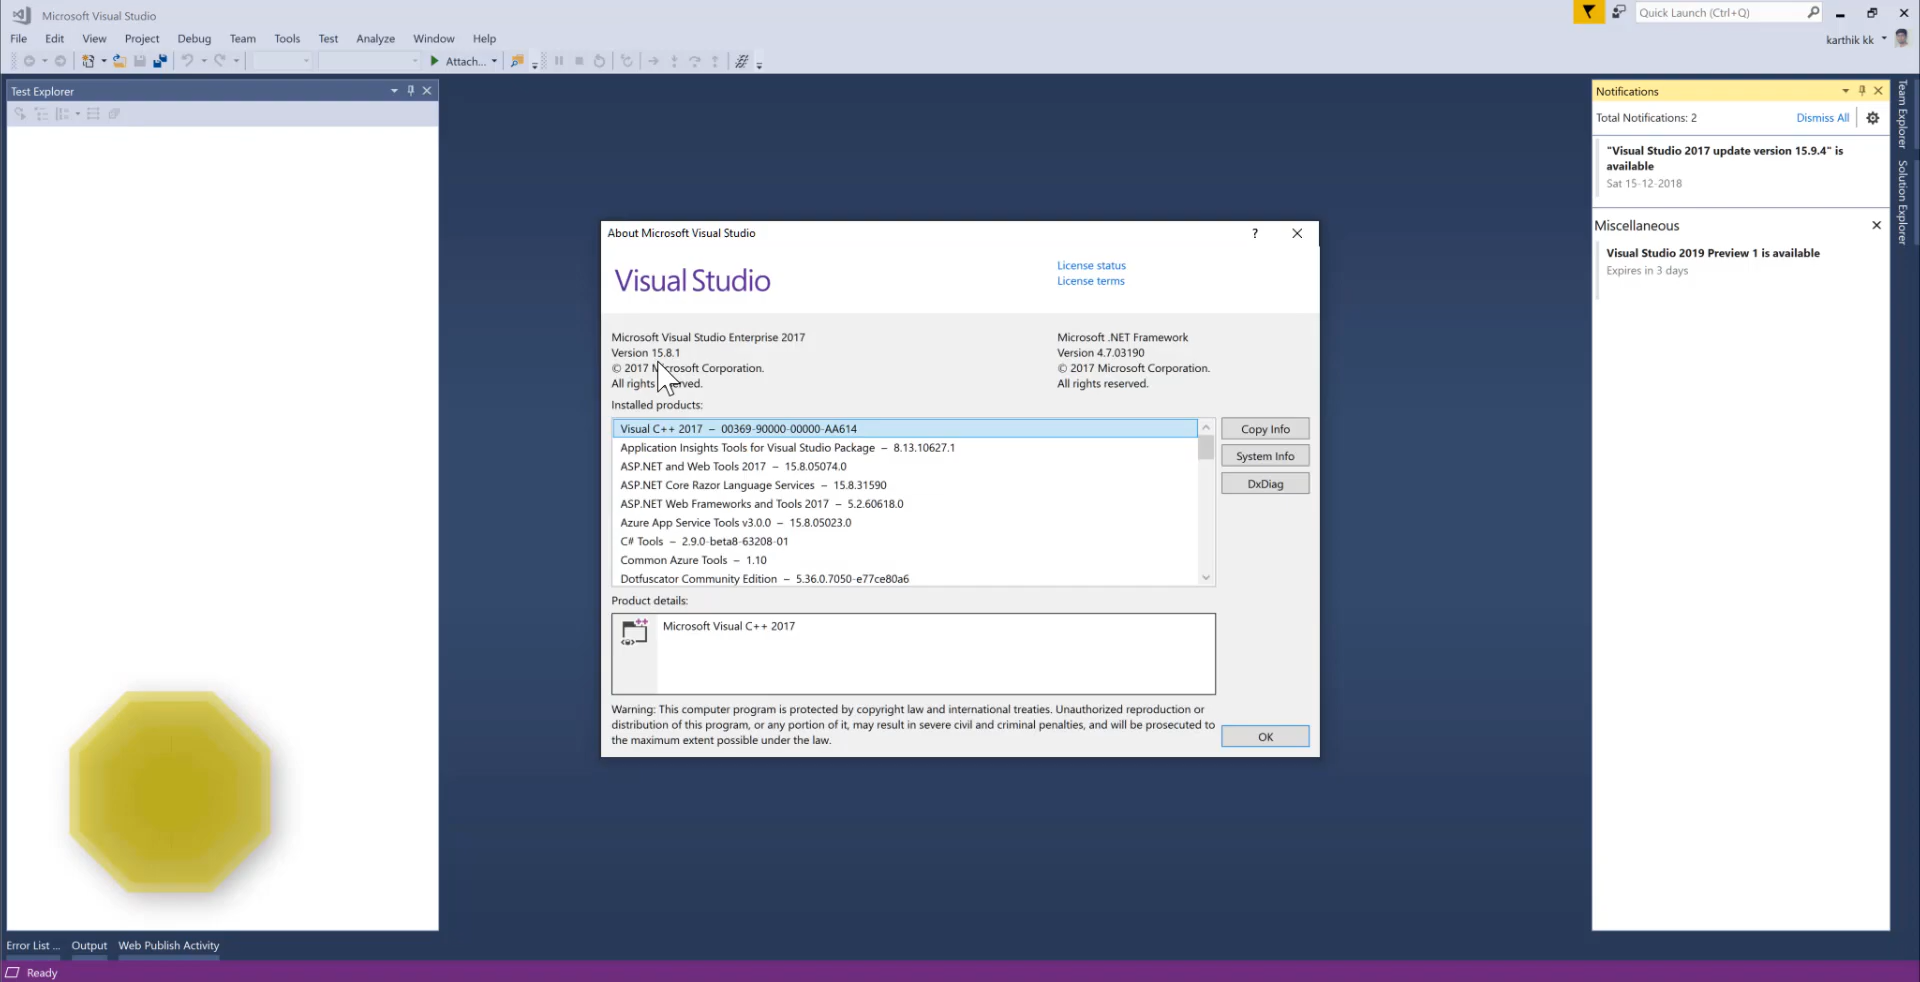 Microsoft Visual Studio
Quick Launch (Ctrl+Q)
File Edit View Project Debug Team Tools Test Analyze Window Help
karthik kk
Attach...
Test Explorer
Notifications
Total Notifications: 2 Dismiss All
"Visual Studio 2017 update version 15.9.4" is
available
Sat 15-12-2018
Miscellaneous
Visual Studio 2019 Preview 1 is available
Expires in 3 days
Team Explorer
Solution Explorer
About Microsoft Visual Studio
?
Visual Studio
License status
License terms
Microsoft Visual Studio Enterprise 2017
Version 15.8.1
© 2017 Microsoft Corporation.
All rights reserved.
Microsoft .NET Framework
Version 4.7.03190
© 2017 Microsoft Corporation.
All rights reserved.
Installed products:
Visual C++ 2017 – 00369-90000-00000-AA614
Application Insights Tools for Visual Studio Package – 8.13.10627.1
ASP.NET and Web Tools 2017 – 15.8.05074.0
ASP.NET Core Razor Language Services – 15.8.31590
ASP.NET Web Frameworks and Tools 2017 – 5.2.60618.0
Azure App Service Tools v3.0.0 – 15.8.05023.0
C# Tools – 2.9.0-beta8-63208-01
Common Azure Tools – 1.10
Dotfuscator Community Edition – 5.36.0.7050-e77ce80a6
Copy Info
System Info
DxDiag
Product details:
Microsoft Visual C++ 2017
Warning: This computer program is protected by copyright law and international treaties. Unauthorized reproduction or
distribution of this program, or any portion of it, may result in severe civil and criminal penalties, and will be prosecuted to
the maximum extent possible under the law.
OK
Error List ... Output Web Publish Activity
Ready